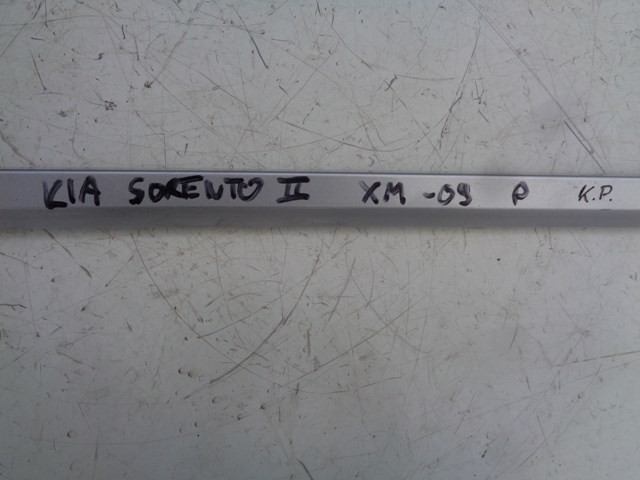 KIA SORENTO II XM -09 P K.P.